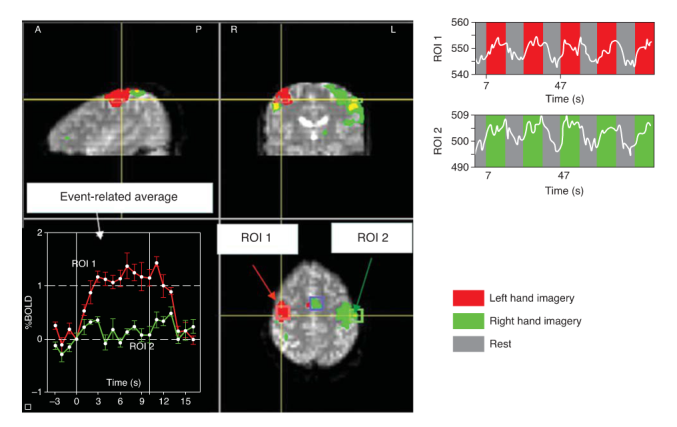 A P
R L
Event-related average
2
1
0
−1
%BOLD
ROI 1
ROI 2
Time (s)
−3 0 3 6 9 12 15
ROI 1
ROI 2
560
550
540
ROI 1
7 47
Time (s)
509
500
490
ROI 2
7 47
Time (s)
Left hand imagery
Right hand imagery
Rest